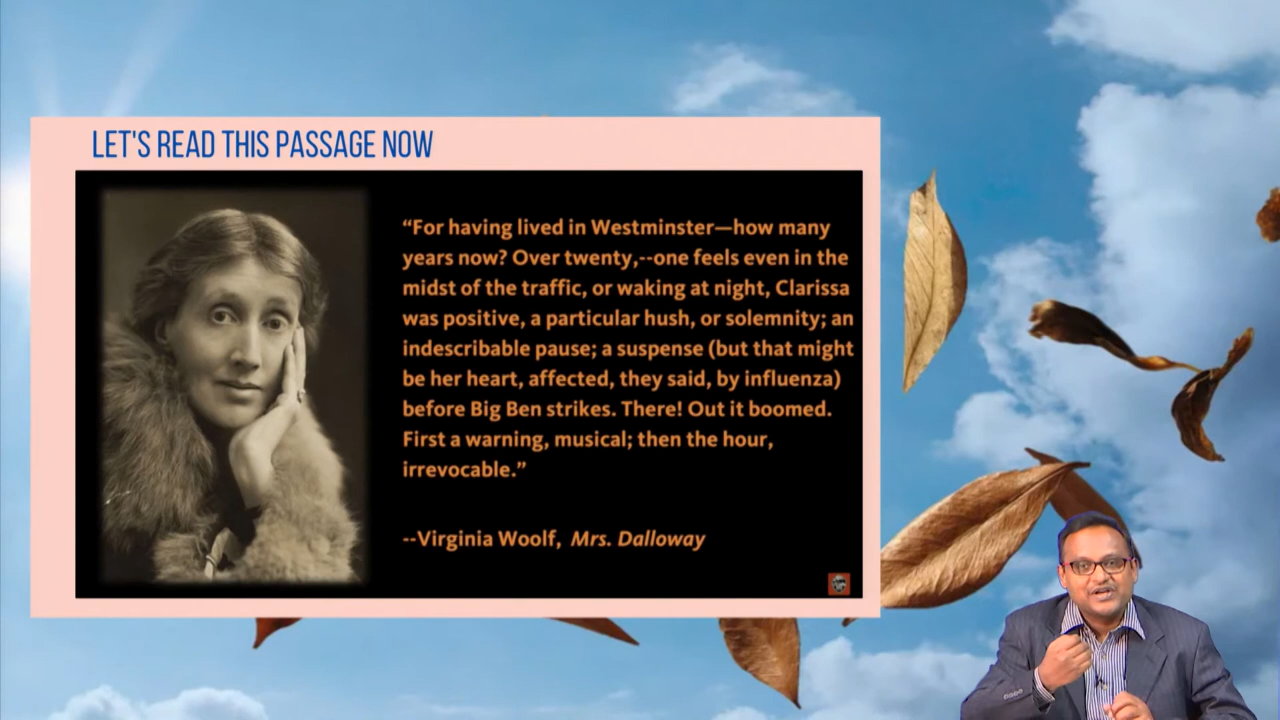 LET'S READ THIS PASSAGE NOW
“For having lived in Westminster—how many
years now? Over twenty,--one feels even in the
midst of the traffic, or waking at night, Clarissa
was positive, a particular hush, or solemnity; an
indescribable pause; a suspense (but that might
be her heart, affected, they said, by influenza)
before Big Ben strikes. There! Out it boomed.
First a warning, musical; then the hour,
irrevocable.”
--Virginia Woolf, Mrs. Dalloway